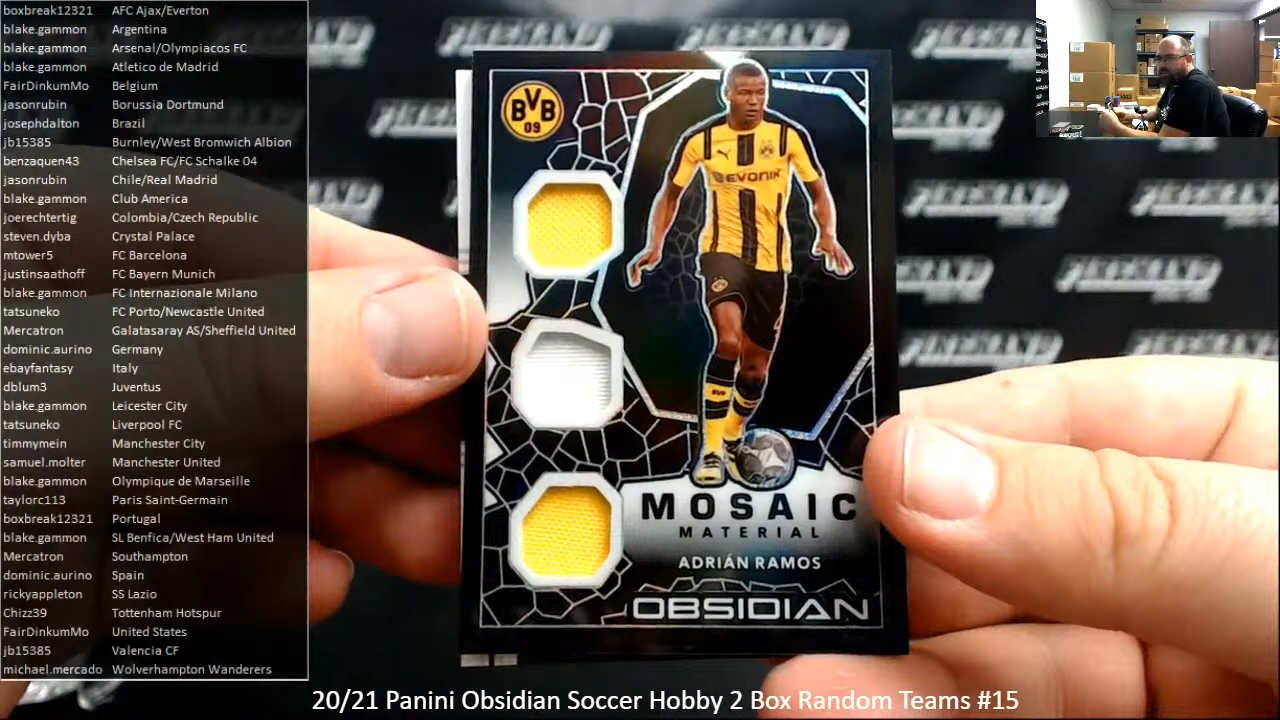 boxbreak12321 AFC Ajax/Everton
blake.gammon Argentina
blake.gammon Arsenal/Olympiacos FC
blake.gammon Atletico de Madrid
FairDinkumMo Belgium
jasonrubin Borussia Dortmund
josephdalton Brazil
jb15385 Burnley/West Bromwich Albion
benzaquen43 Chelsea FC/FC Schalke 04
jasonrubin Chile/Real Madrid
blake.gammon Club America
joerechtertig Colombia/Czech Republic
steven.dyba Crystal Palace
mtower5 FC Barcelona
justinsaathoff FC Bayern Munich
blake.gammon FC Internazionale Milano
tatsuneko FC Porto/Newcastle United
Mercatron Galatasaray AS/Sheffield United
dominic.aurino Germany
ebayfantasy Italy
dblum3 Juventus
blake.gammon Leicester City
tatsuneko Liverpool FC
timmymein Manchester City
samuel.molter Manchester United
blake.gammon Olympique de Marseille
taylorc113 Paris Saint-Germain
boxbreak12321 Portugal
blake.gammon SL Benfica/West Ham United
Mercatron Southampton
dominic.aurino Spain
rickyappleton SS Lazio
Chizz39 Tottenham Hotspur
FairDinkumMo United States
jb15385 Valencia CF
michael.mercado Wolverhampton Wanderers
BVB
09
EVONIK
MOSAIC
MATERIAL
ADRIÁN RAMOS
OBSIDIAN
20/21 Panini Obsidian Soccer Hobby 2 Box Random Teams #15